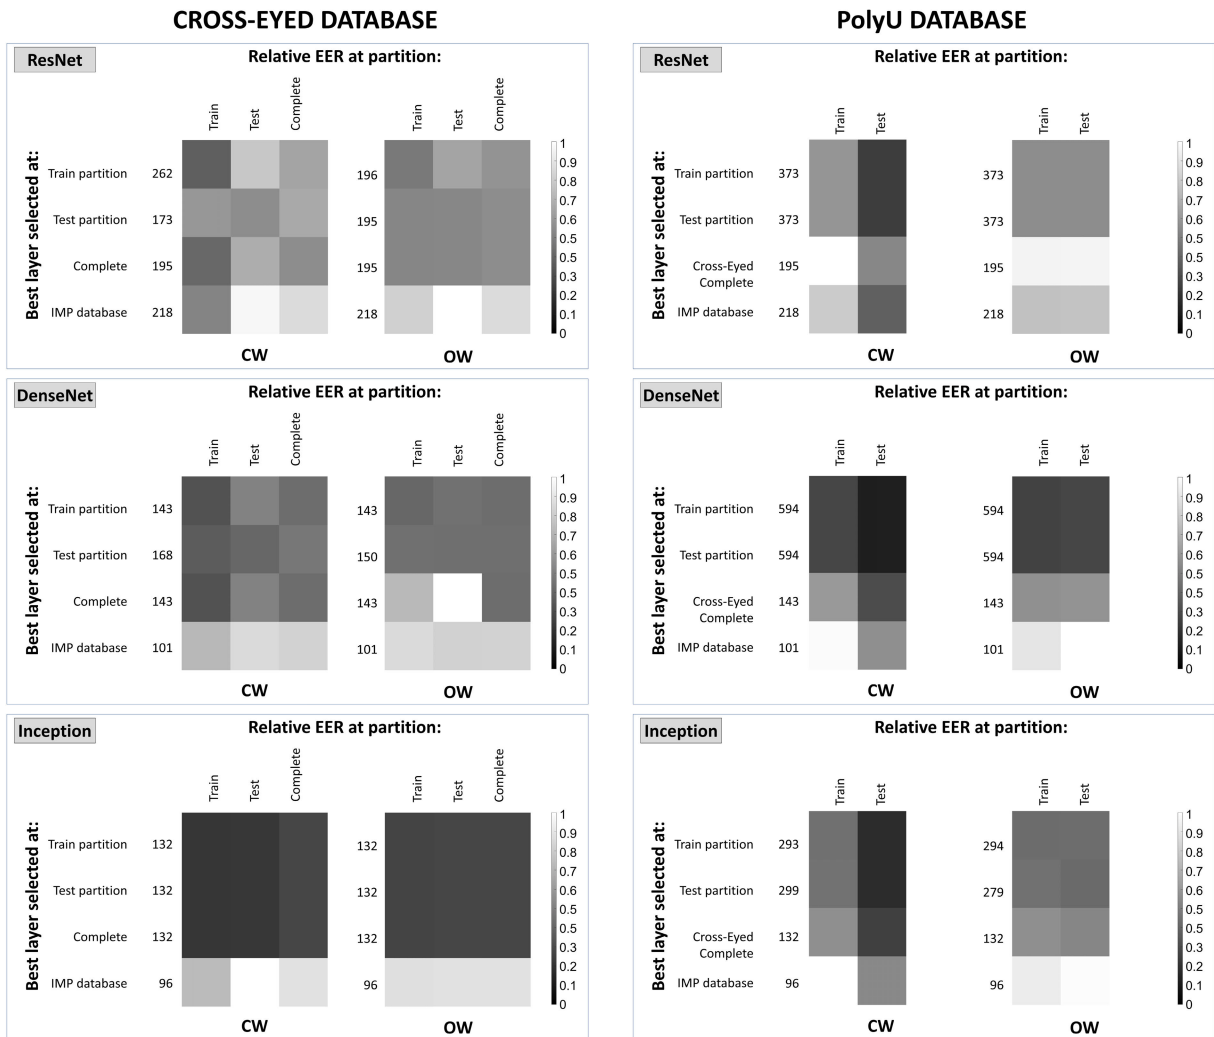 CROSS-EYED DATABASE
PolyU DATABASE
ResNet
Relative EER at partition:
Train
Test
Complete
Train
Test
Complete
Best layer selected at:
Train partition 262 196
Test partition 173 195
Complete 195 195
IMP database 218 218
1
0.9
0.8
0.7
0.6
0.5
0.4
0.3
0.2
0.1
0
CW
OW
ResNet
Relative EER at partition:
Train
Test
Train
Test
Best layer selected at:
Train partition 373 373
Test partition 373 373
Cross-Eyed 195 195
Complete
IMP database 218 218
1
0.9
0.8
0.7
0.6
0.5
0.4
0.3
0.2
0.1
0
CW
OW
DenseNet
Relative EER at partition:
Train
Test
Complete
Train
Test
Complete
Best layer selected at:
Train partition 143 143
Test partition 168 150
Complete 143 143
IMP database 101 101
1
0.9
0.8
0.7
0.6
0.5
0.4
0.3
0.2
0.1
0
CW
OW
DenseNet
Relative EER at partition:
Train
Test
Train
Test
Best layer selected at:
Train partition 594 594
Test partition 594 594
Cross-Eyed 143 143
Complete
IMP database 101 101
1
0.9
0.8
0.7
0.6
0.5
0.4
0.3
0.2
0.1
0
CW
OW
Inception
Relative EER at partition:
Train
Test
Complete
Train
Test
Complete
Best layer selected at:
Train partition 132 132
Test partition 132 132
Complete 132 132
IMP database 96 96
1
0.9
0.8
0.7
0.6
0.5
0.4
0.3
0.2
0.1
0
CW
OW
Inception
Relative EER at partition:
Train
Test
Train
Test
Best layer selected at:
Train partition 293 294
Test partition 299 279
Cross-Eyed 132 132
Complete
IMP database 96 96
1
0.9
0.8
0.7
0.6
0.5
0.4
0.3
0.2
0.1
0
CW
OW